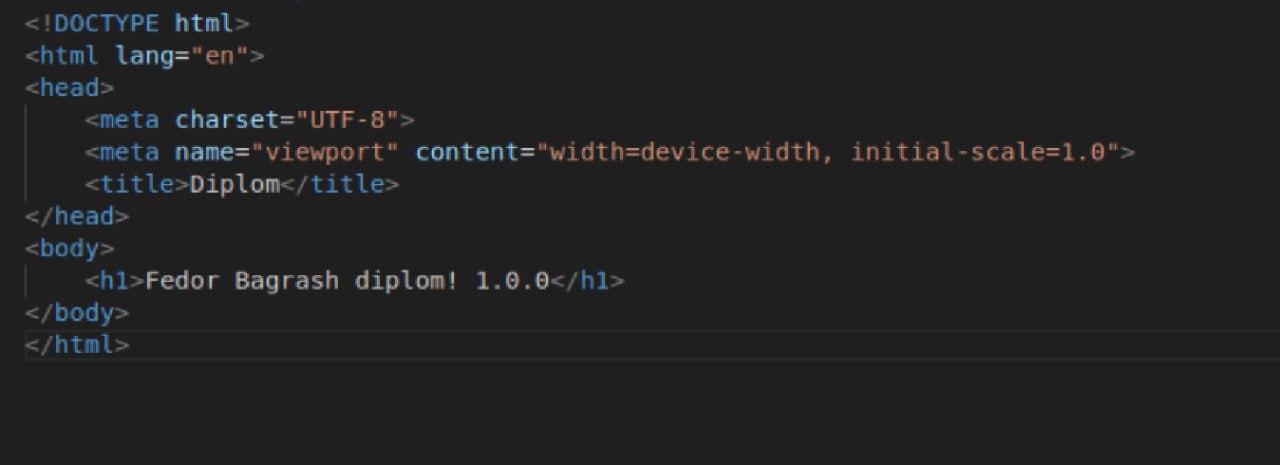 <!DOCTYPE html>
<html lang="en">
<head>
    <meta charset="UTF-8">
    <meta name="viewport" content="width=device-width, initial-scale=1.0">
    <title>Diplom</title>
</head>
<body>
    <h1>Fedor Bagrash diplom! 1.0.0</h1>
</body>
</html>